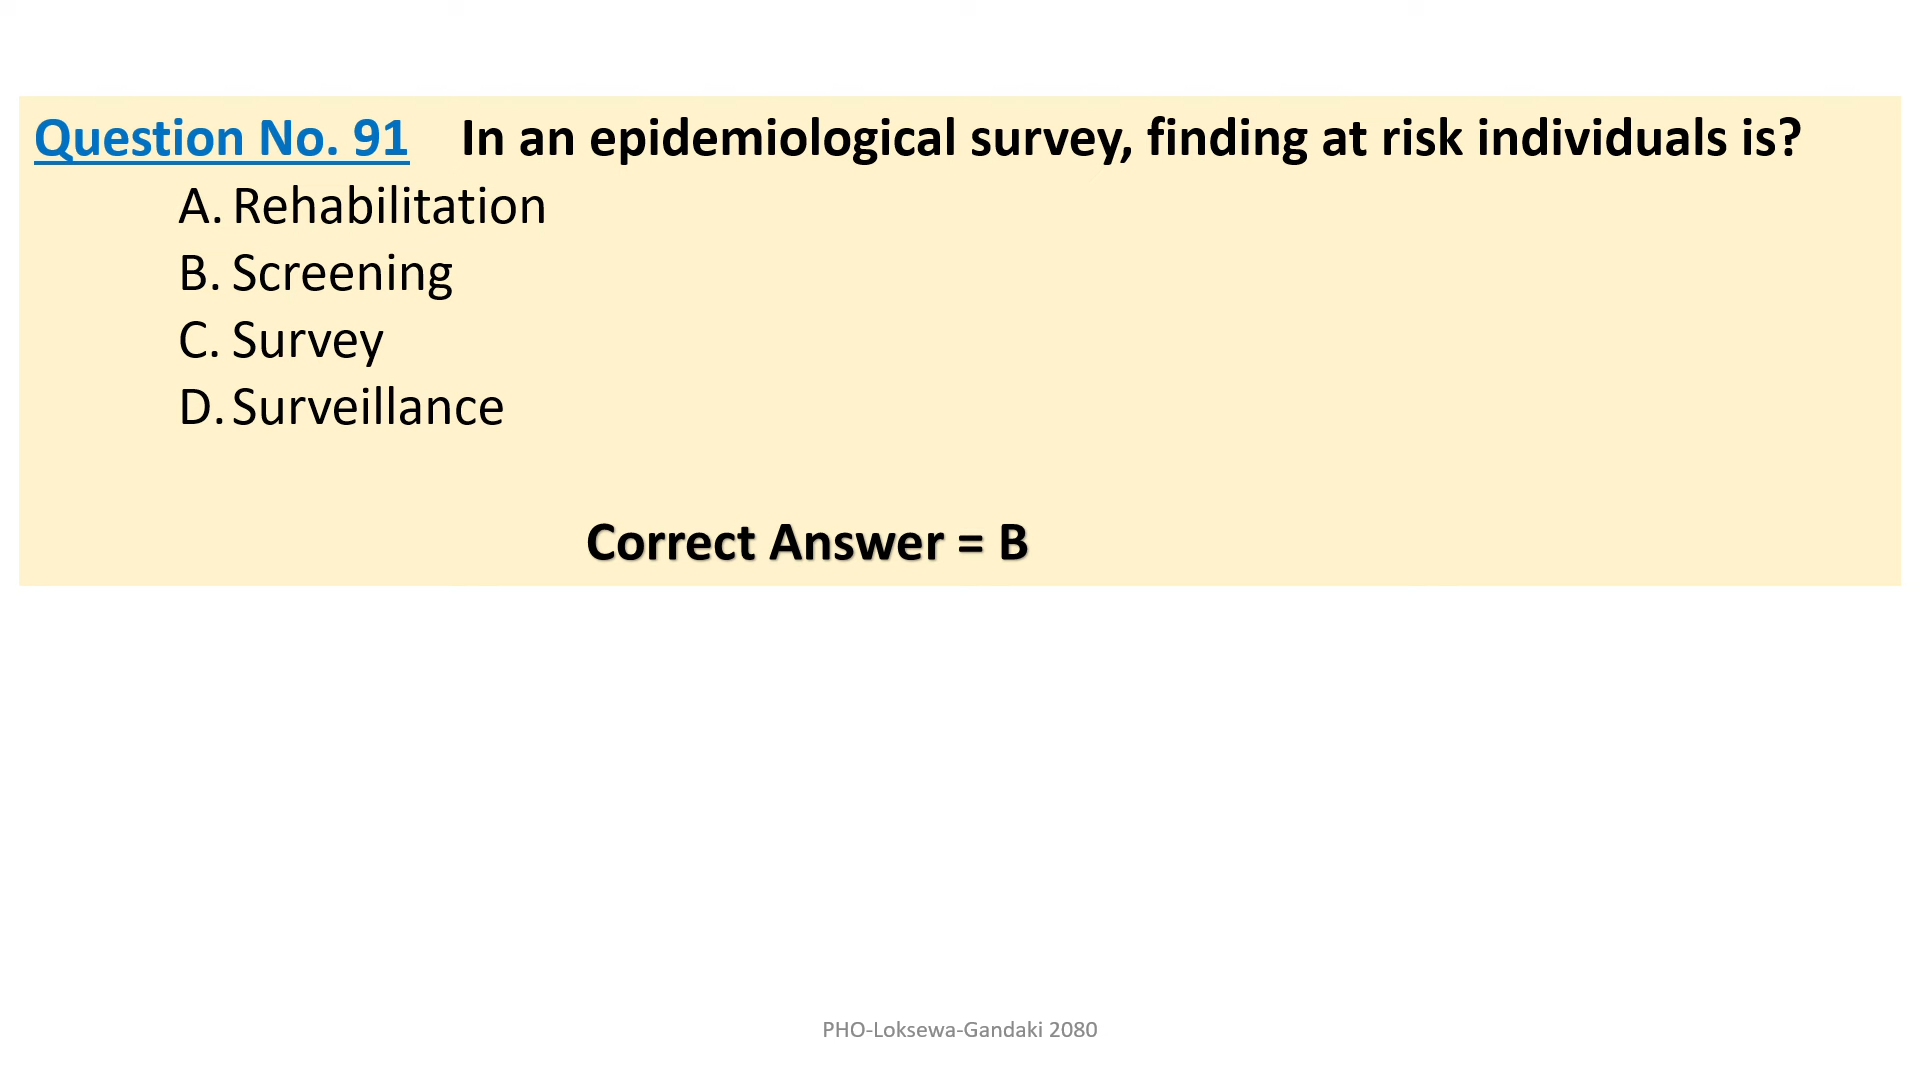 Question No. 91 In an epidemiological survey, finding at risk individuals is?
A. Rehabilitation
B. Screening
C. Survey
D. Surveillance
Correct Answer = B
PHO-Loksewa-Gandaki 2080